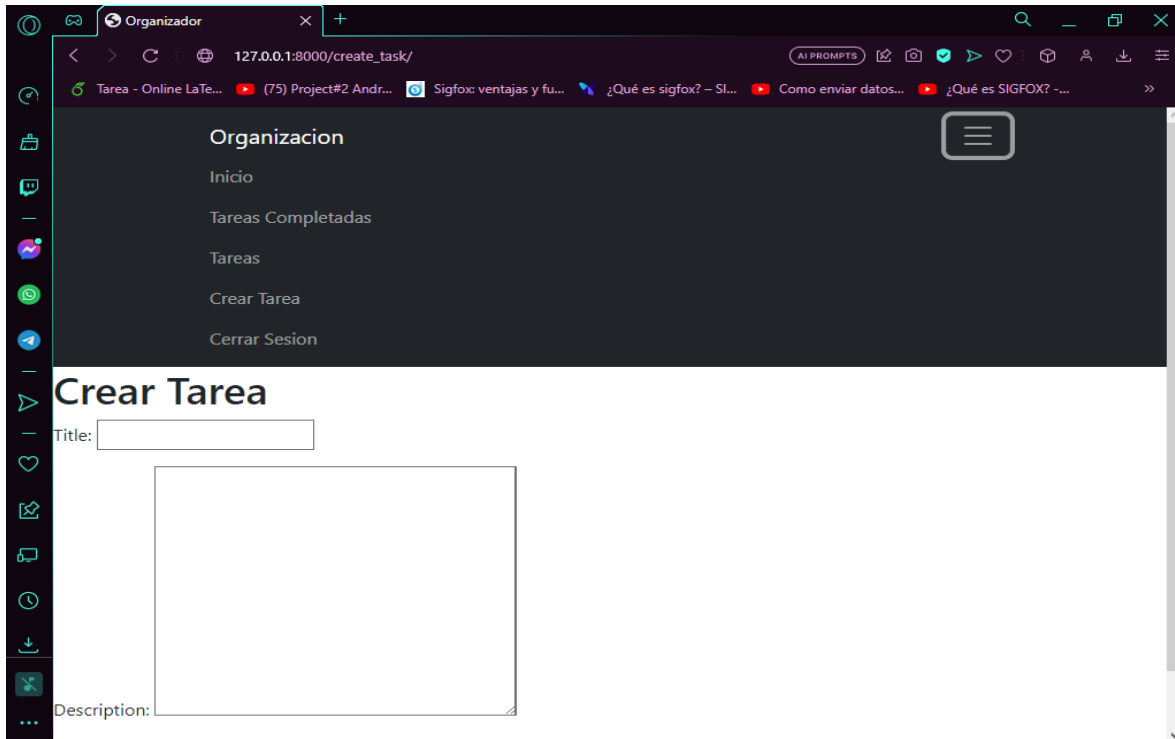 Organizador
127.0.0.1:8000/create_task/
AI PROMPTS
Tarea - Online LaTe... (75) Project#2 Andr... Sigfox: ventajas y fu... ¿Qué es sigfox? – SI... Como enviar datos... ¿Qué es SIGFOX? -...
Organizacion
Inicio
Tareas Completadas
Tareas
Crear Tarea
Cerrar Sesion
Crear Tarea
Title:
Description: